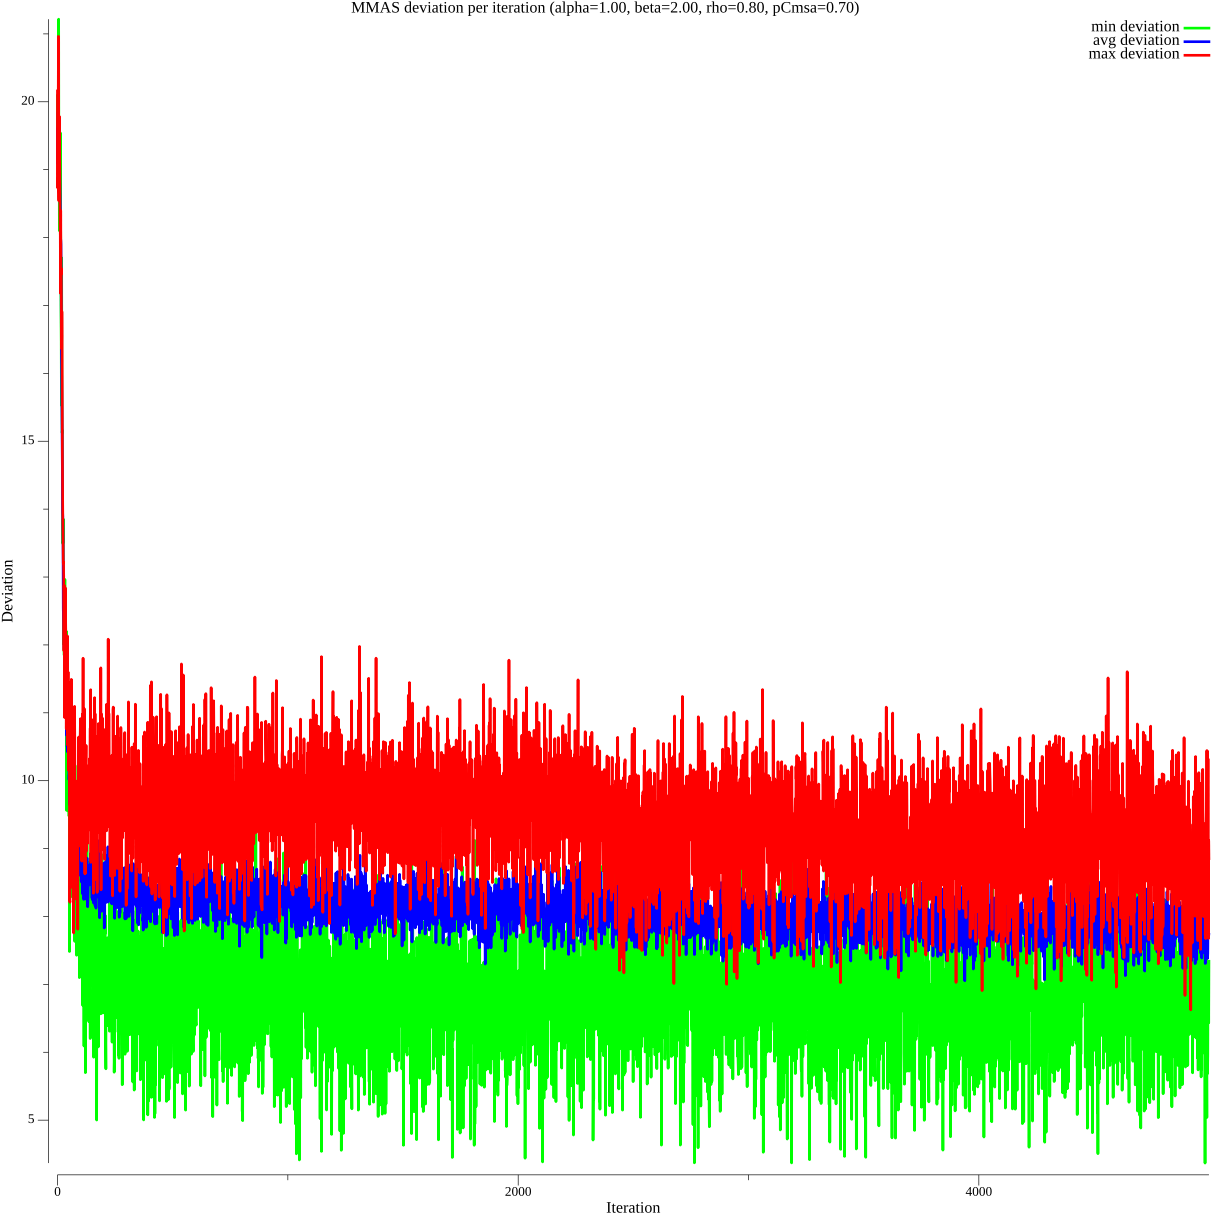 MMAS deviation per iteration (alpha=1.00, beta=2.00, rho=0.80, pCmsa=0.70)
min deviation
avg deviation
max deviation
20
15
10
5
Deviation
0
2000
4000
Iteration